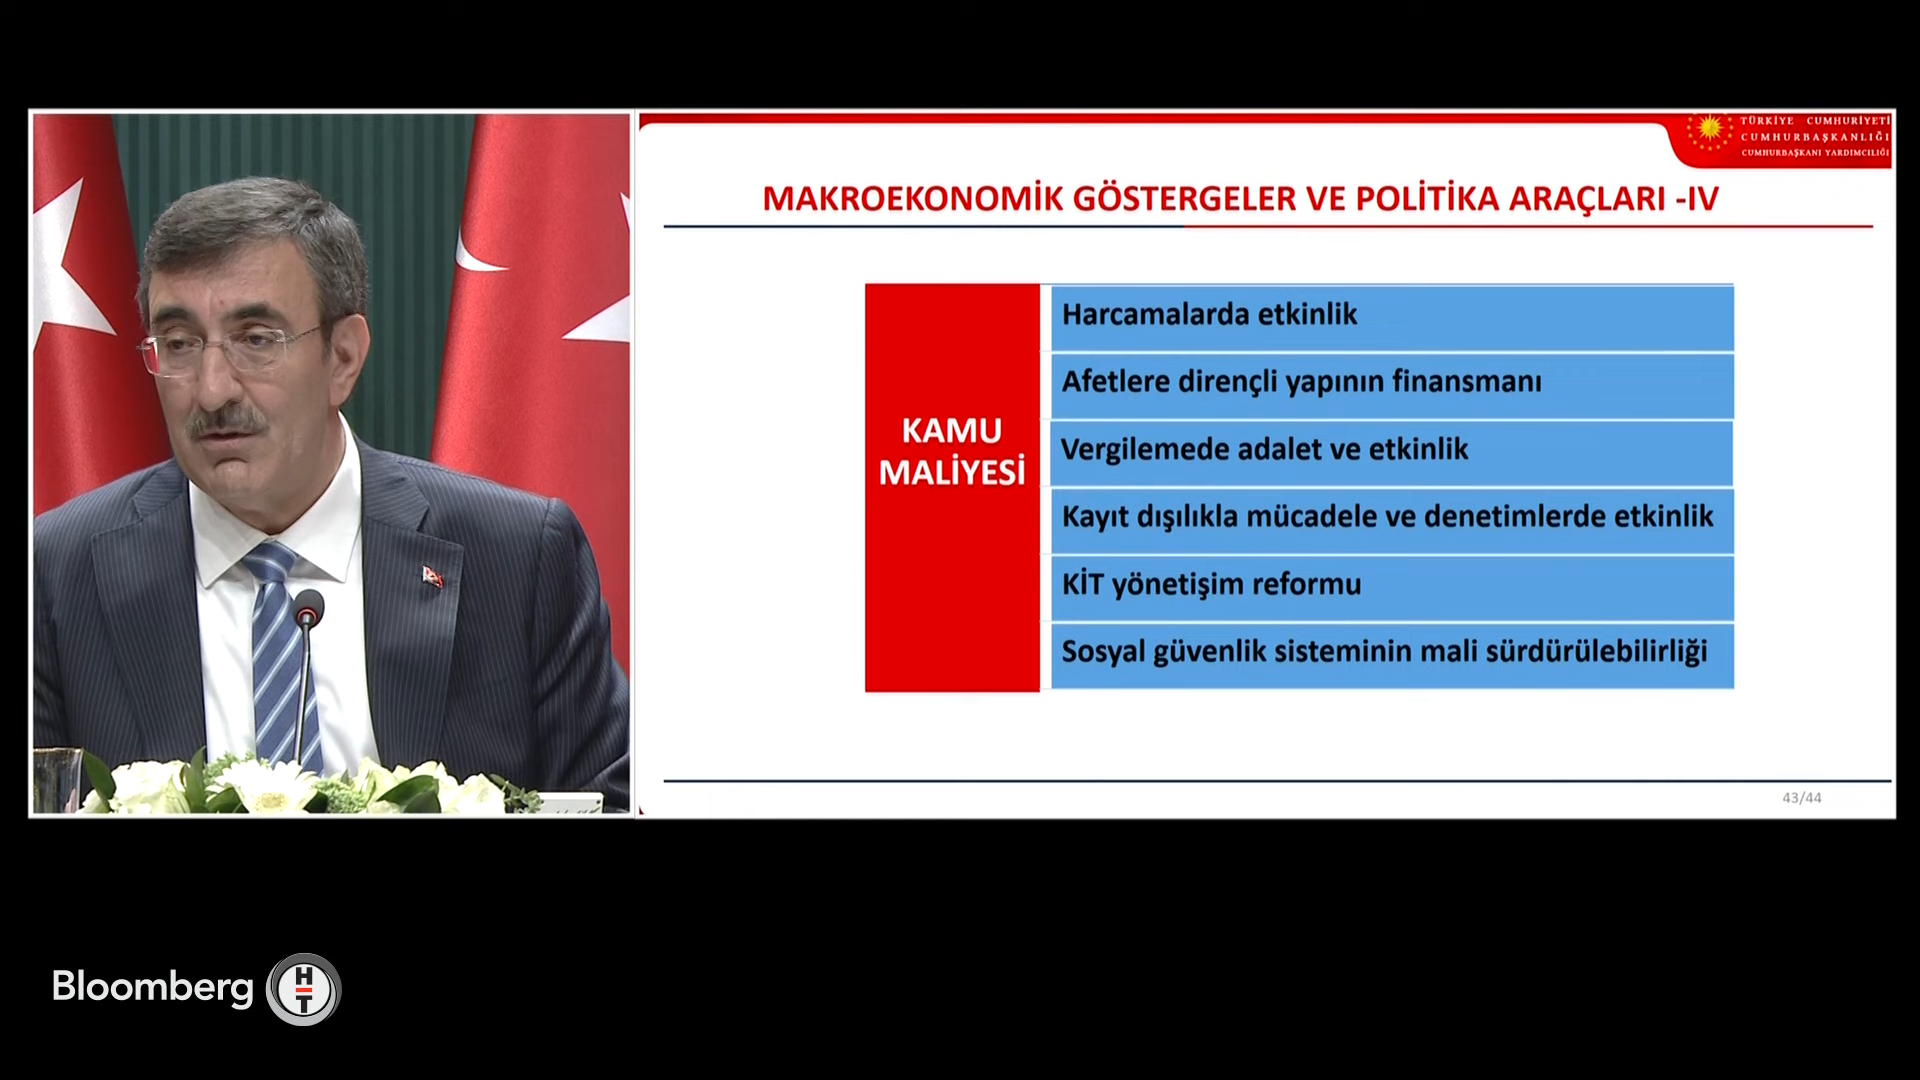 TÜRKİYE CUMHURİYETİ
CUMHURBAŞKANLIĞI
CUMHURBAŞKANI YARDIMCILIĞI
MAKROEKONOMİK GÖSTERGELER VE POLİTİKA ARAÇLARI -IV
KAMU
MALİYESİ
Harcamalarda etkinlik
Afetlere dirençli yapının finansmanı
Vergilemede adalet ve etkinlik
Kayıt dışılıkla mücadele ve denetimlerde etkinlik
KİT yönetişim reformu
Sosyal güvenlik sisteminin mali sürdürülebilirliği
43/44
Bloomberg HT